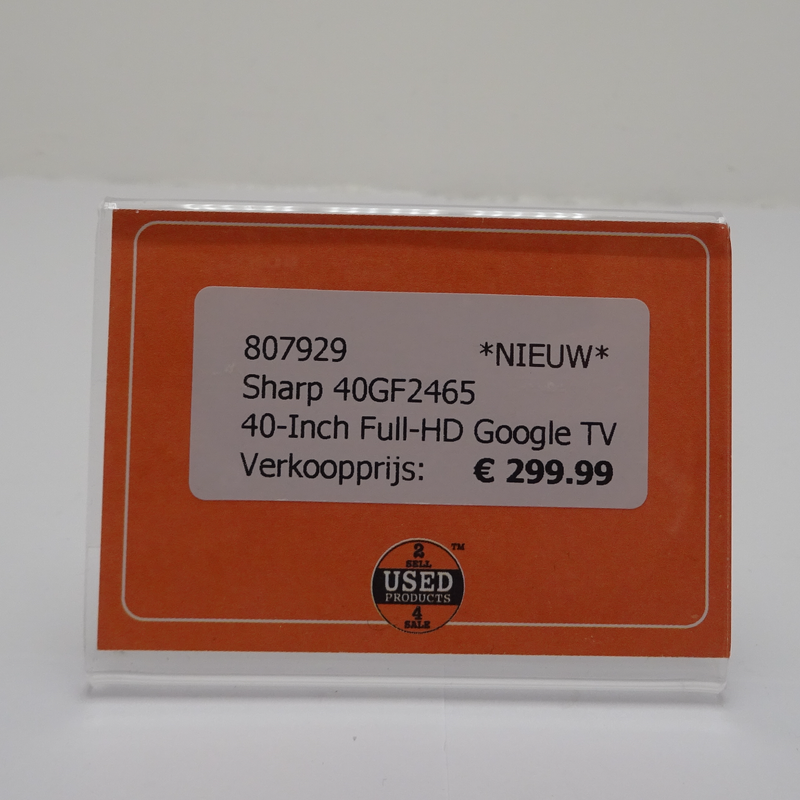 807929 *NIEUW*
Sharp 40GF2465
40-Inch Full-HD Google TV
Verkoopprijs: € 299.99
2
SELL
USED
PRODUCTS
4
SALE
TM